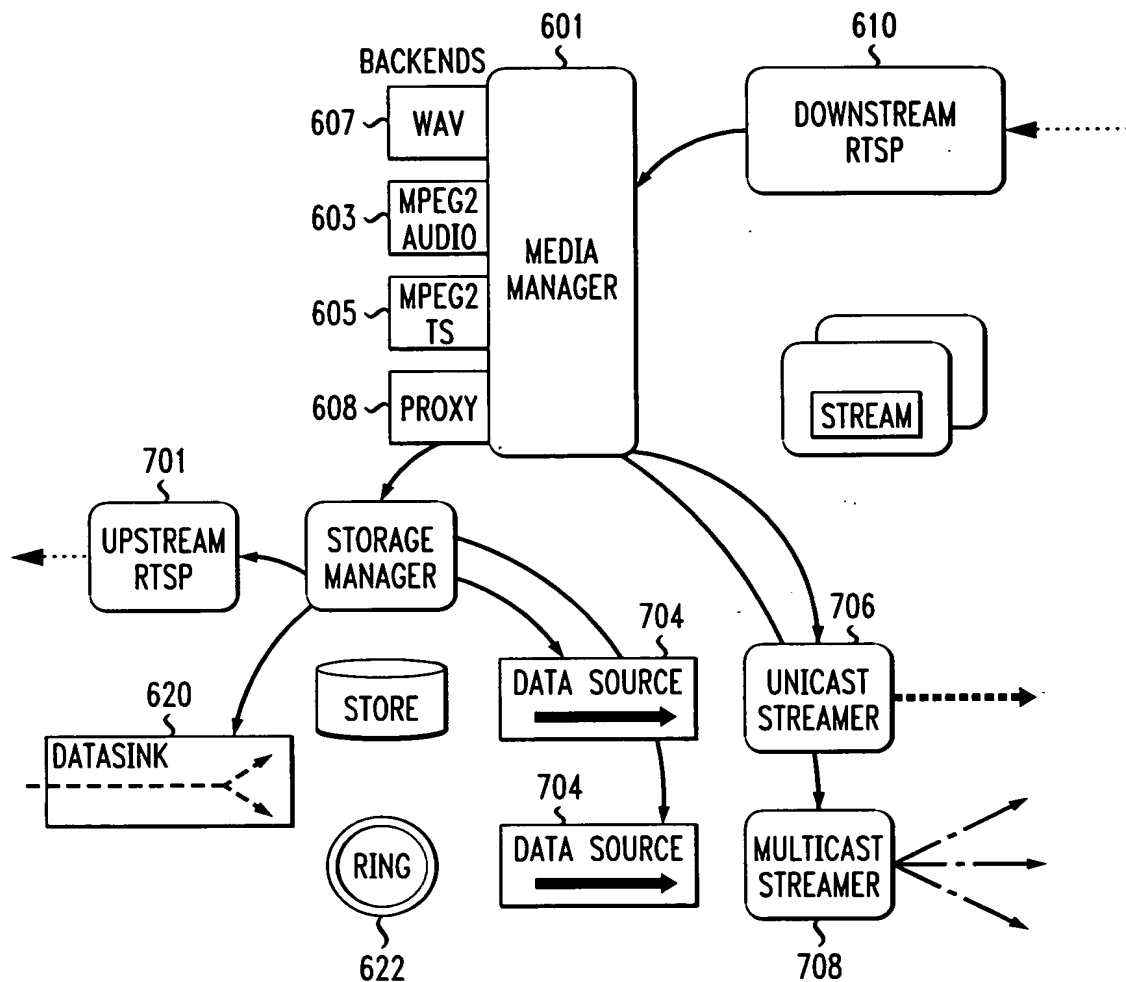 601
610
BACKENDS
607
WAV
DOWNSTREAM
RTSP
603
MPEG2
AUDIO
MEDIA
MANAGER
605
MPEG2
TS
608
PROXY
STREAM
701
UPSTREAM
RTSP
STORAGE
MANAGER
704
706
620
STORE
DATA SOURCE
UNICAST
STREAMER
DATASINK
704
RING
DATA SOURCE
MULTICAST
STREAMER
622
708